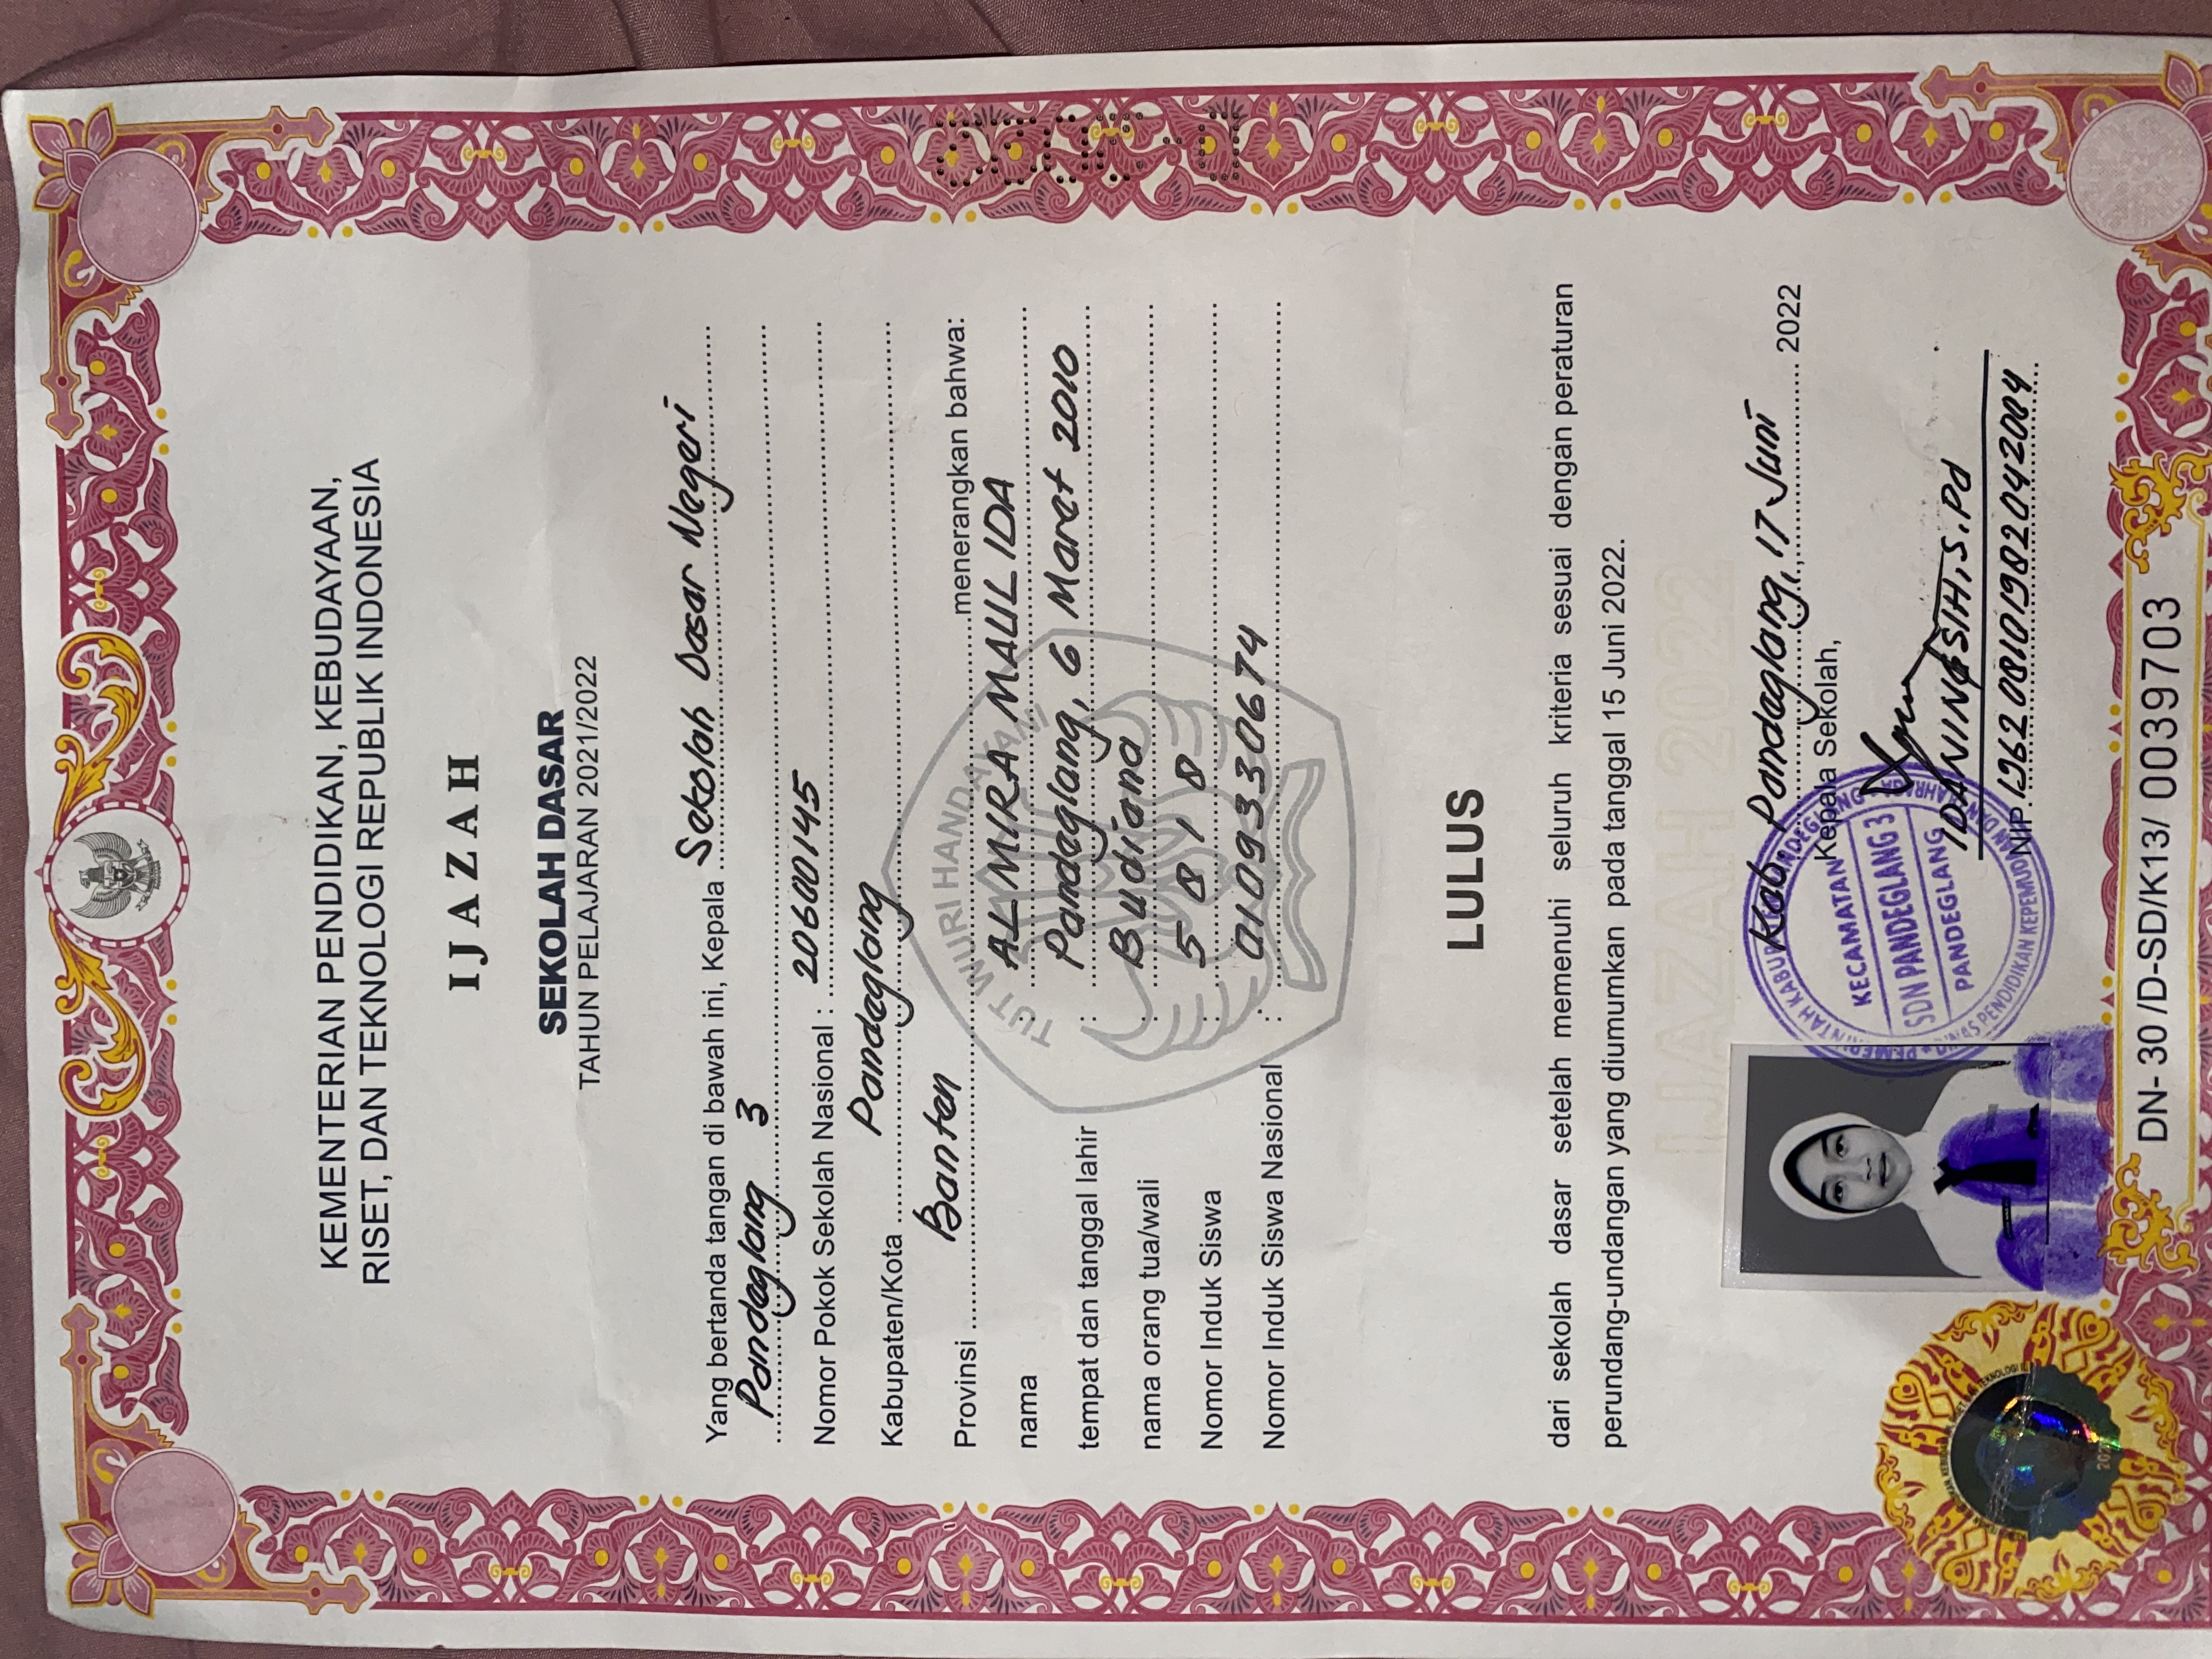 KEMENTERIAN PENDIDIKAN, KEBUDAYAAN,
RISET, DAN TEKNOLOGI REPUBLIK INDONESIA
IJAZAH
SEKOLAH DASAR
TAHUN PELAJARAN 2021/2022
Yang bertanda tangan di bawah ini, Kepala Sekolah Dasar Negeri
Pandeglang 3
Nomor Pokok Sekolah Nasional : 20600145
Kabupaten/Kota Pandeglang
Provinsi Banten menerangkan bahwa:
nama : ALMIRA MAULIDA
tempat dan tanggal lahir : Pandeglang, 6 Maret 2010
nama orang tua/wali : Budiana
Nomor Induk Siswa : 5010
Nomor Induk Siswa Nasional : 0109330674
TUT WURI HANDAYANI
LULUS
dari sekolah dasar setelah memenuhi seluruh kriteria sesuai dengan peraturan
perundang-undangan yang diumumkan pada tanggal 15 Juni 2022.
IJAZAH 2022
Kab. Pandeglang, 17 Juni 2022
Kepala Sekolah,
PEMERINTAH KABUPATEN PANDEGLANG
KECAMATAN
SDN PANDEGLANG 3
PANDEGLANG
DINAS PENDIDIKAN KEPEMUDAAN DAN OLAHRAGA
IDANINGSIH, S.Pd
NIP. 196208101982042004
DN- 30 /D-SD/K13/ 0039703